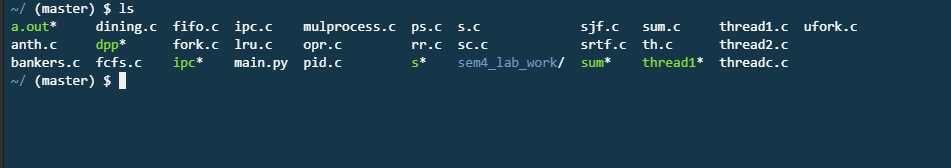 ~/ (master) $ ls
a.out* dining.c fifo.c ipc.c mulprocess.c ps.c s.c sjf.c sum.c thread1.c ufork.c
anth.c dpp* fork.c lru.c opr.c rr.c sc.c srtf.c th.c thread2.c
bankers.c fcfs.c ipc* main.py pid.c s* sem4_lab_work/ sum* thread1* threadc.c
~/ (master) $